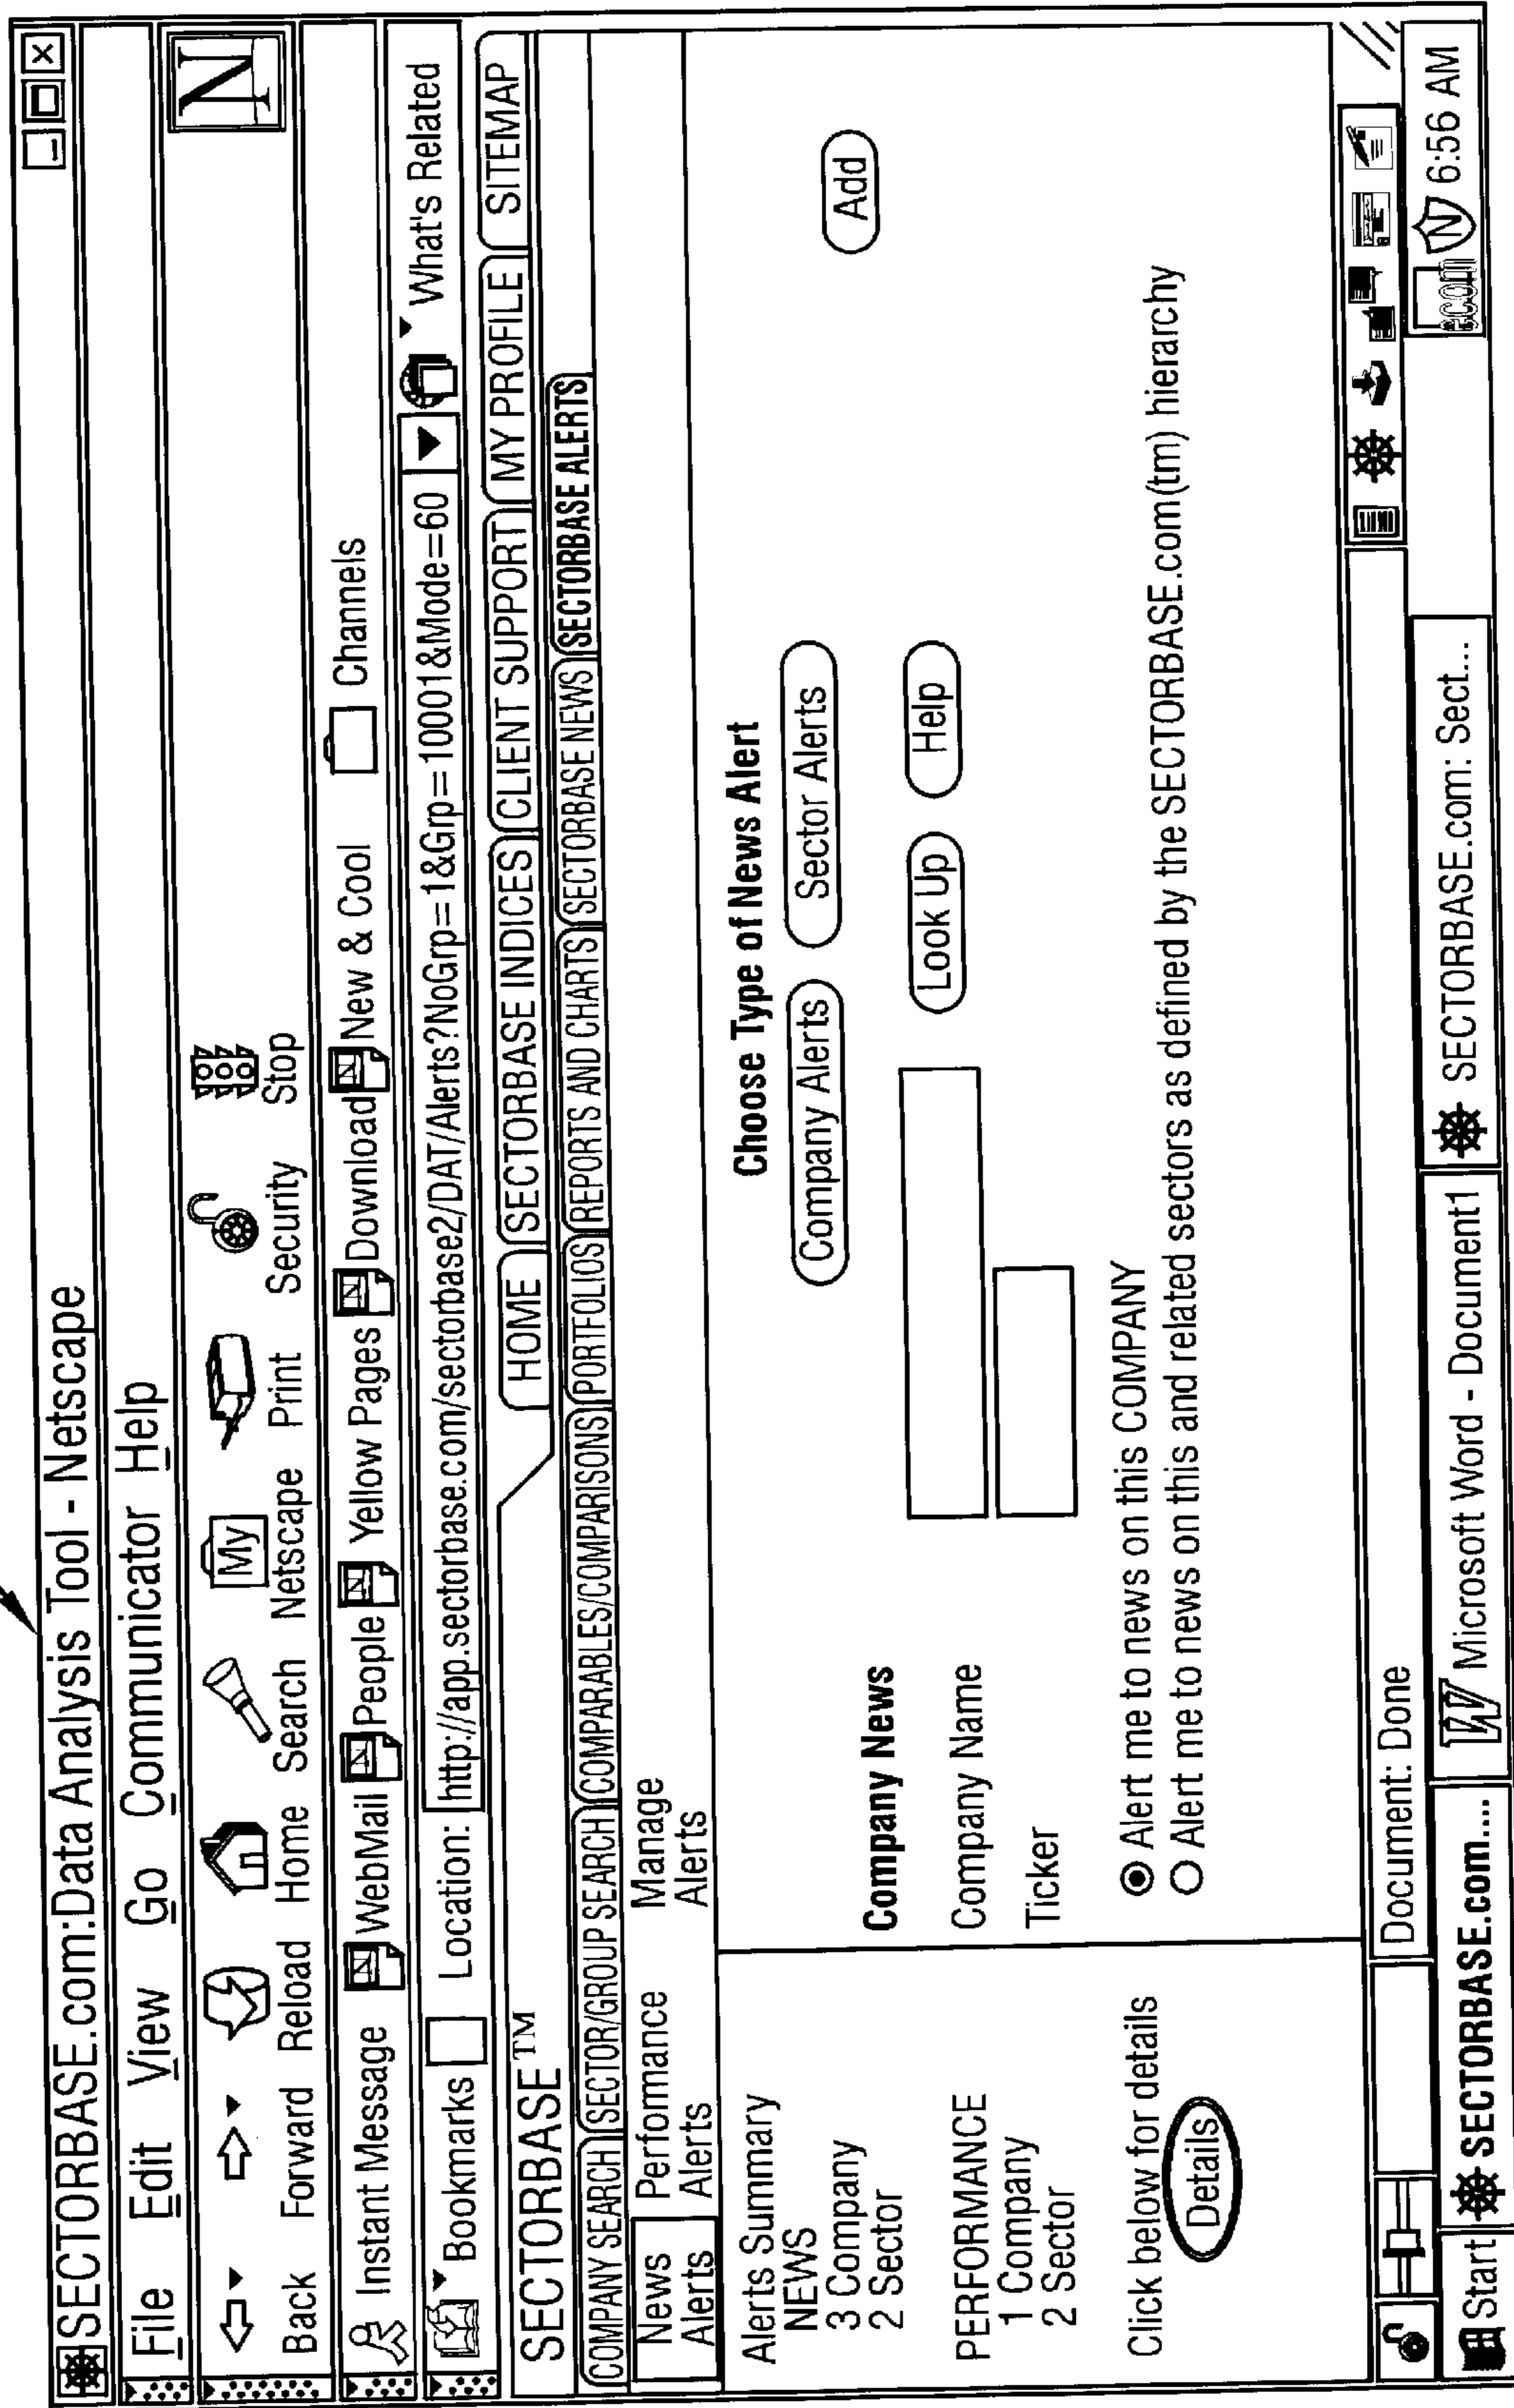 SECTORBASE.com:Data Analysis Tool - Netscape
File Edit View Go Communicator Help
N
My
Back Forward Reload Home Search Netscape Print Security Stop
Instant Message WebMail People Yellow Pages Download New & Cool Channels
Bookmarks Location: http://app.sectorbase.com/sectorbase2/DAT/Alerts?NoGrp=1&Grp=10001&Mode=60 What's Related
SECTORBASE™ HOME SECTORBASE INDICES CLIENT SUPPORT MY PROFILE SITEMAP
COMPANY SEARCH SECTOR/GROUP SEARCH COMPARABLES/COMPARISONS PORTFOLIOS REPORTS AND CHARTS SECTORBASE NEWS SECTORBASE ALERTS
News Performance Manage
Alerts Alerts Alerts
Alerts Summary
NEWS
3 Company
2 Sector
PERFORMANCE
1 Company
2 Sector
Click below for details
Details
Choose Type of News Alert
Company Alerts Sector Alerts
Company News Add
Company Name Look Up Help
Ticker
Alert me to news on this COMPANY
Alert me to news on this and related sectors as defined by the SECTORBASE.com(tm) hierarchy
Document: Done
Start SECTORBASE.com.... W Microsoft Word - Document1 SECTORBASE.com: Sect... ecom N 6:56 AM